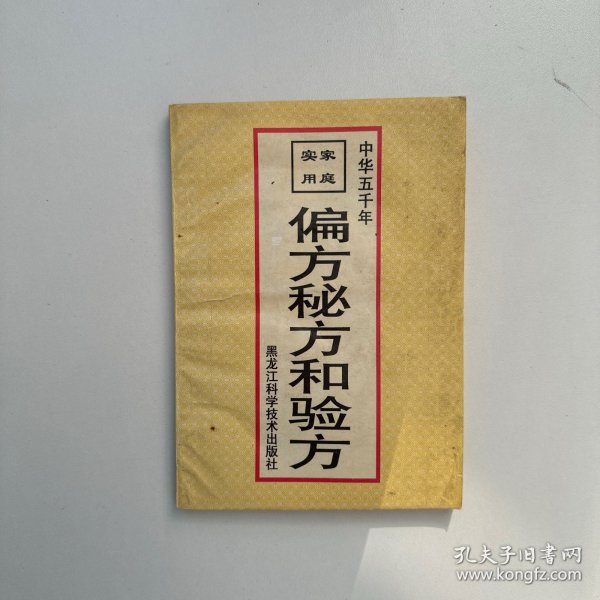 中华五千年
家庭
实用
偏方秘方和验方
黑龙江科学技术出版社
孔夫子旧书网
www.kongfz.com